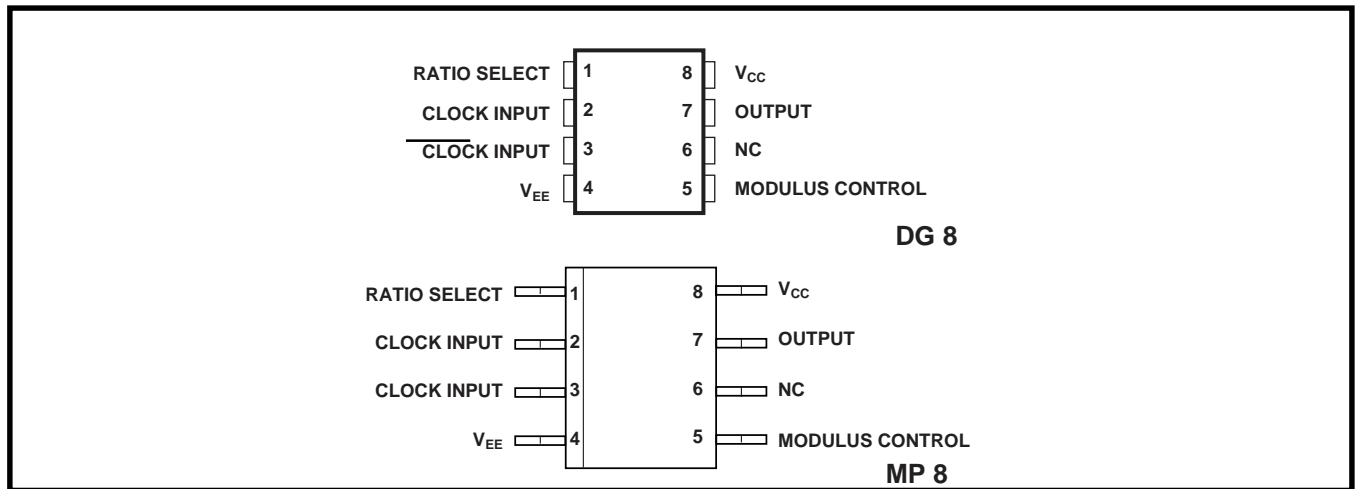 RATIO SELECT 1 8 VCC
CLOCK INPUT 2 7 OUTPUT
CLOCK INPUT 3 6 NC
VEE 4 5 MODULUS CONTROL
DG 8
RATIO SELECT 1 8 VCC
CLOCK INPUT 2 7 OUTPUT
CLOCK INPUT 3 6 NC
VEE 4 5 MODULUS CONTROL
MP 8